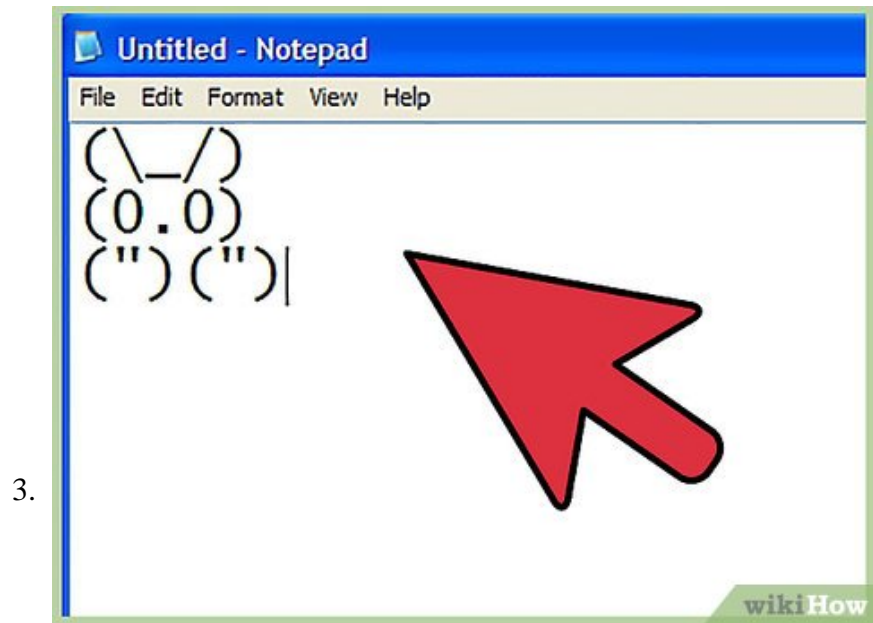 Untitled - Notepad
File Edit Format View Help
(\_/)
(0.0)
(")(")
3.
wikiHow